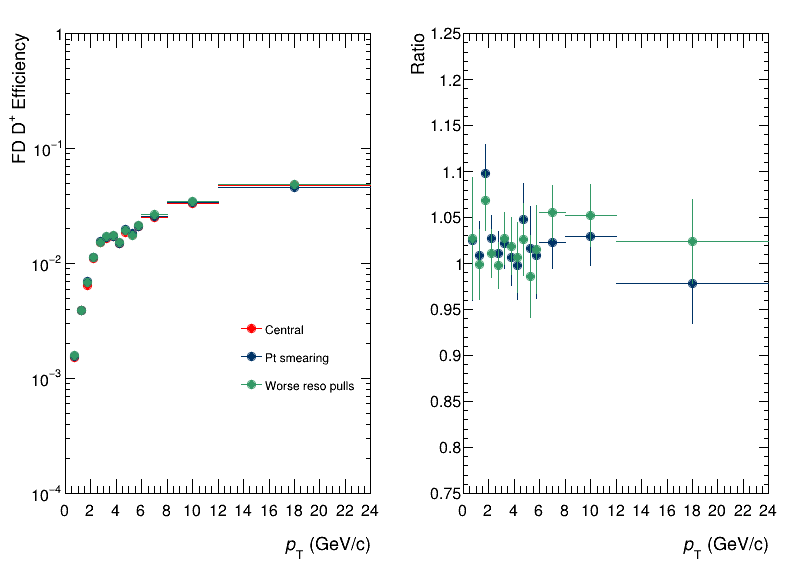 FD D+ Efficiency
1
10−1
10−2
10−3
10−4
0 2 4 6 8 10 12 14 16 18 20 22 24
pT (GeV/c)
Central
Pt smearing
Worse reso pulls
Ratio
1.25
1.2
1.15
1.1
1.05
1
0.95
0.9
0.85
0.8
0.75
0 2 4 6 8 10 12 14 16 18 20 22 24
pT (GeV/c)